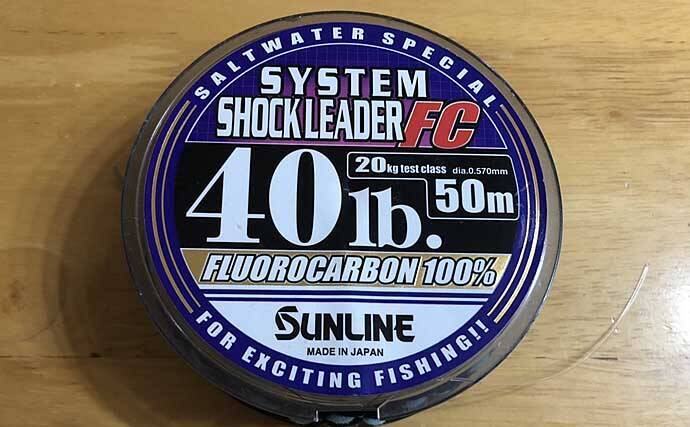 SALTWATER SPECIAL
SYSTEM
SHOCK LEADER FC
20kg test class dia.0.570mm
40lb. 50m
FLUOROCARBON 100%
SUNLINE
MADE IN JAPAN
FOR EXCITING FISHING!!